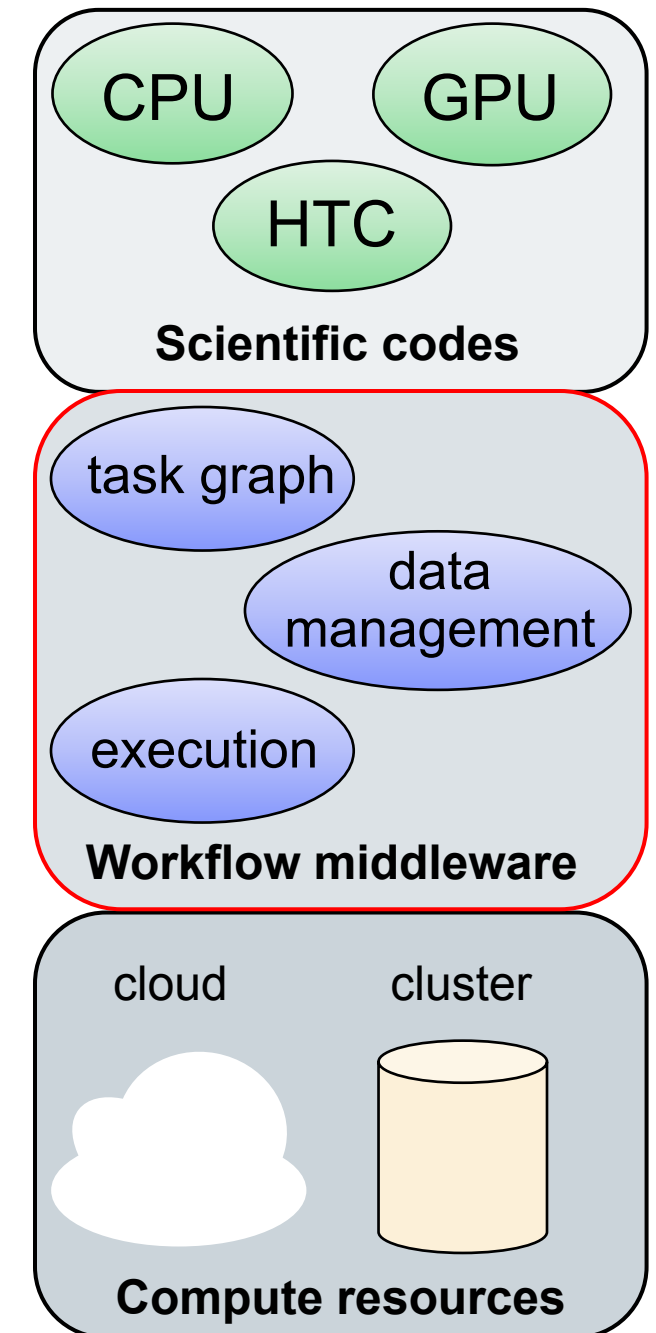 CPU
GPU
HTC
Scientific codes
task graph
data
management
execution
Workflow middleware
cloud
cluster
Compute resources